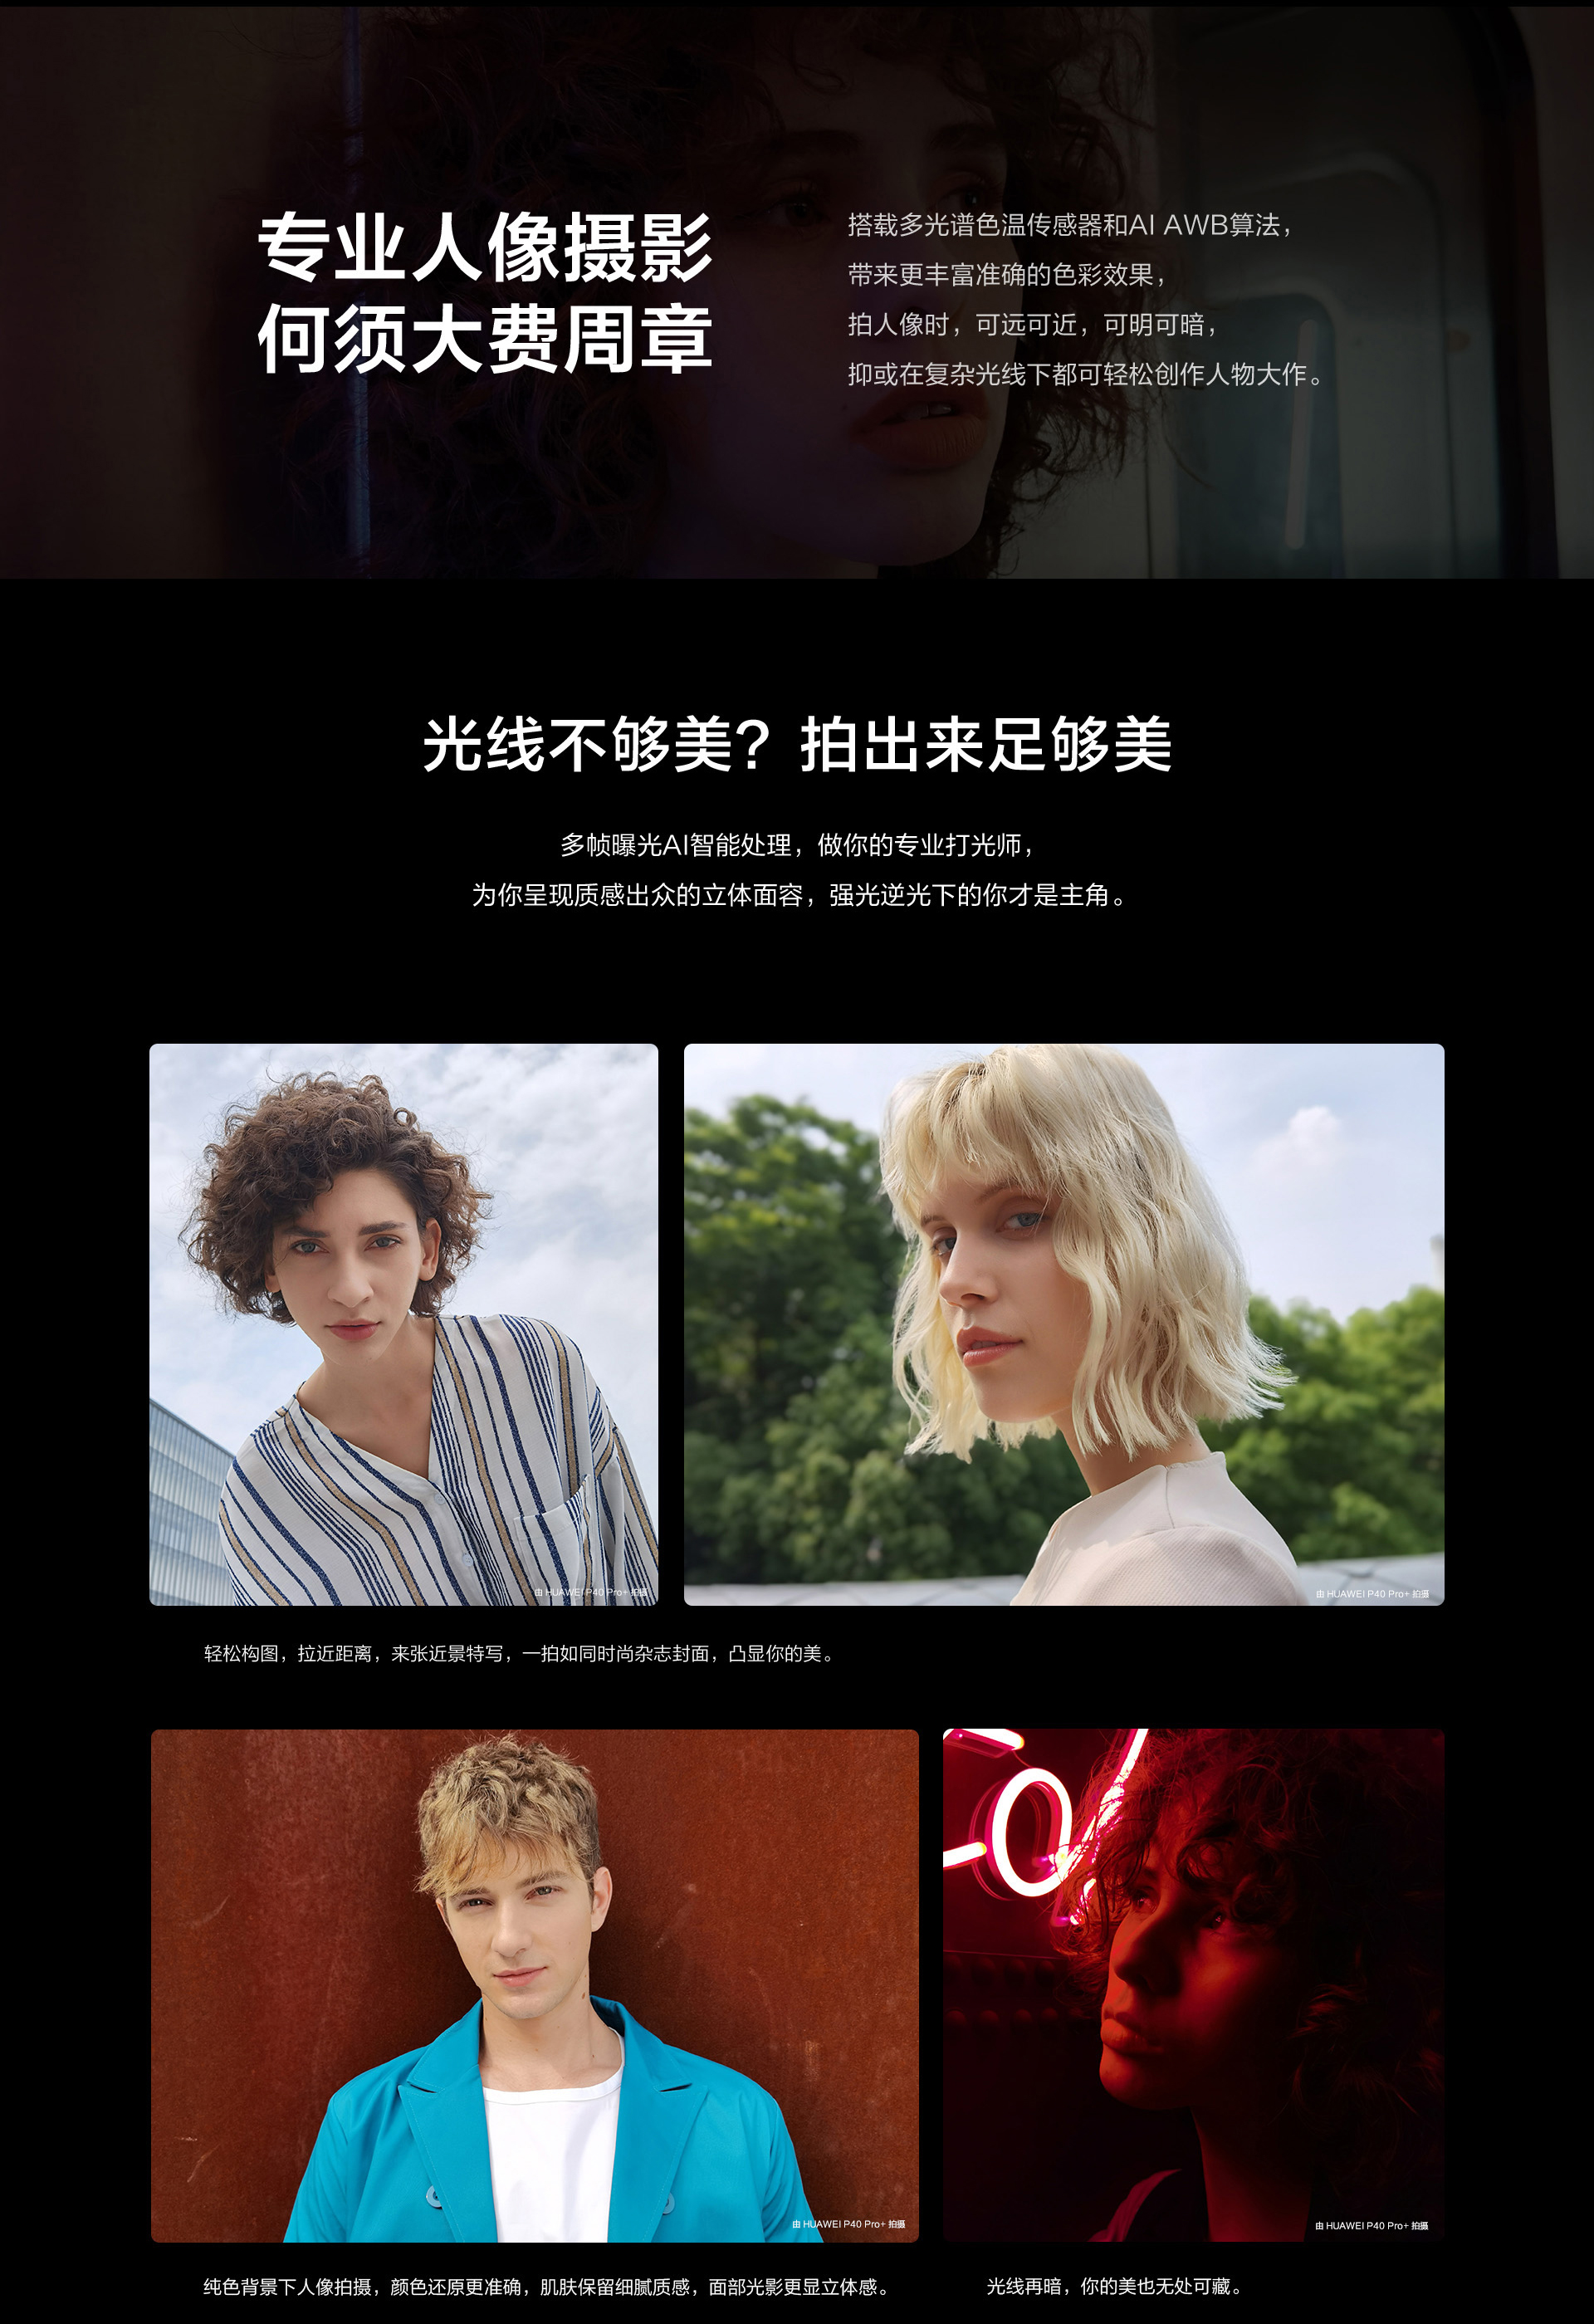 专业人像摄影
何须大费周章
搭载多光谱色温传感器和AI AWB算法，
带来更丰富准确的色彩效果，
拍人像时，可远可近，可明可暗，
抑或在复杂光线下都可轻松创作人物大作。
光线不够美？拍出来足够美
多帧曝光AI智能处理，做你的专业打光师，
为你呈现质感出众的立体面容，强光逆光下的你才是主角。
由 HUAWEI P40 Pro+ 拍摄
由 HUAWEI P40 Pro+ 拍摄
轻松构图，拉近距离，来张近景特写，一拍如同时尚杂志封面，凸显你的美。
由 HUAWEI P40 Pro+ 拍摄
由 HUAWEI P40 Pro+ 拍摄
纯色背景下人像拍摄，颜色还原更准确，肌肤保留细腻质感，面部光影更显立体感。
光线再暗，你的美也无处可藏。